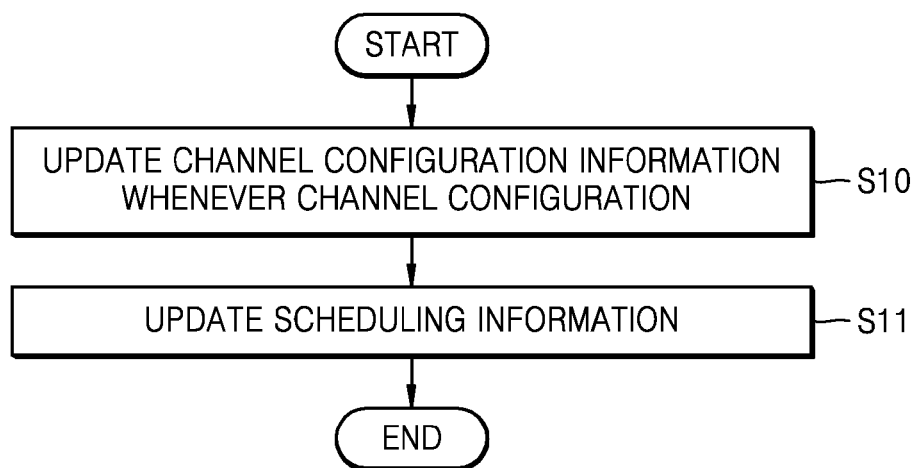 START
UPDATE CHANNEL CONFIGURATION INFORMATION
WHENEVER CHANNEL CONFIGURATION
S10
UPDATE SCHEDULING INFORMATION
S11
END